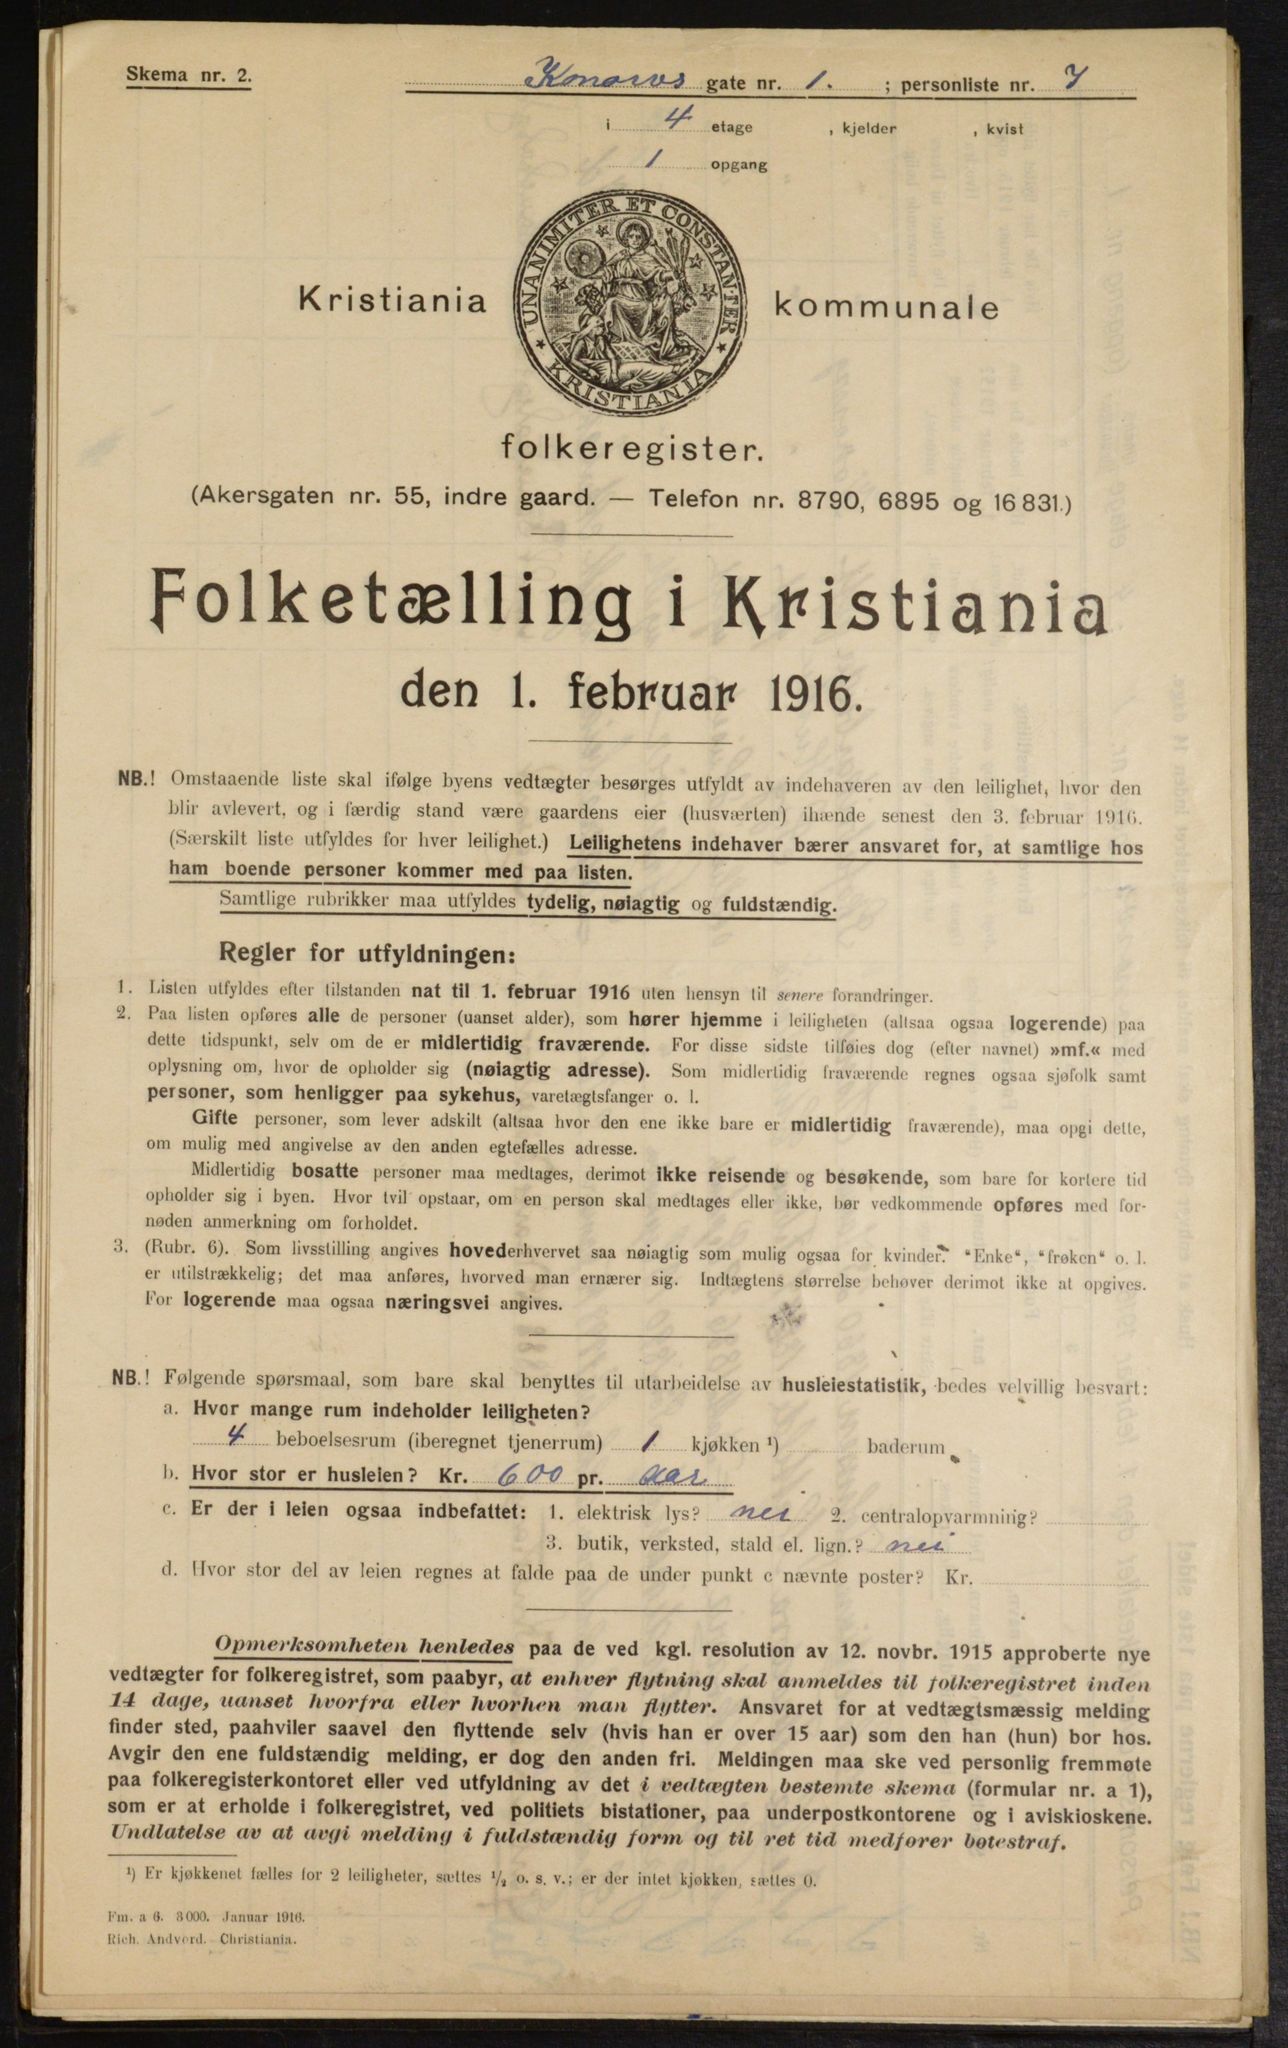 Skema nr. 2.
Konows gate nr. 1. ; personliste nr. 7
i 4 etage , kjelder , kvist
1 opgang
UNANIMITER ET CONSTANTER
KRISTIANIA
Kristiania kommunale
folkeregister.
(Akersgaten nr. 55, indre gaard. — Telefon nr. 8790, 6895 og 16 831.)
Folketælling i Kristiania
den 1. februar 1916.
NB.! Omstaaende liste skal ifølge byens vedtægter besørges utfyldt av indehaveren av den leilighet, hvor den
blir avlevert, og i færdig stand være gaardens eier (husværten) ihænde senest den 3. februar 1916.
(Særskilt liste utfyldes for hver leilighet.) Leilighetens indehaver bærer ansvaret for, at samtlige hos
ham boende personer kommer med paa listen.
Samtlige rubrikker maa utfyldes tydelig, nøiagtig og fuldstændig.
Regler for utfyldningen:
1. Listen utfyldes efter tilstanden nat til 1. februar 1916 uten hensyn til senere forandringer.
2. Paa listen opføres alle de personer (uanset alder), som hører hjemme i leiligheten (altsaa ogsaa logerende) paa
dette tidspunkt, selv om de er midlertidig fraværende. For disse sidste tilføies dog (efter navnet) »mf.« med
oplysning om, hvor de opholder sig (nøiagtig adresse). Som midlertidig fraværende regnes ogsaa sjøfolk samt
personer, som henligger paa sykehus, varetægtsfanger o. l.
Gifte personer, som lever adskilt (altsaa hvor den ene ikke bare er midlertidig fraværende), maa opgi dette,
om mulig med angivelse av den anden egtefælles adresse.
Midlertidig bosatte personer maa medtages, derimot ikke reisende og besøkende, som bare for kortere tid
opholder sig i byen. Hvor tvil opstaar, om en person skal medtages eller ikke, bør vedkommende opføres med for-
nøden anmerkning om forholdet.
3. (Rubr. 6). Som livsstilling angives hovederhvervet saa nøiagtig som mulig ogsaa for kvinder. "Enke", "frøken" o. l.
er utilstrækkelig; det maa anføres, hvorved man ernærer sig. Indtægtens størrelse behøver derimot ikke at opgives.
For logerende maa ogsaa næringsvei angives.
NB.! Følgende spørsmaal, som bare skal benyttes til utarbeidelse av husleiestatistik, bedes velvillig besvart:
a. Hvor mange rum indeholder leiligheten?
4 beboelsesrum (iberegnet tjenerrum) 1 kjøkken ¹) baderum
b. Hvor stor er husleien? Kr. 600 pr. aar
c. Er der i leien ogsaa indbefattet: 1. elektrisk lys? nei 2. centralopvarmning?
3. butik, verksted, stald el. lign.? nei
d. Hvor stor del av leien regnes at falde paa de under punkt c nævnte poster? Kr.
Opmerksomheten henledes paa de ved kgl. resolution av 12. novbr. 1915 approberte nye
vedtægter for folkeregistret, som paabyr, at enhver flytning skal anmeldes til folkeregistret inden
14 dage, uanset hvorfra eller hvorhen man flytter. Ansvaret for at vedtægtsmæssig melding
finder sted, paahviler saavel den flyttende selv (hvis han er over 15 aar) som den han (hun) bor hos.
Avgir den ene fuldstændig melding, er dog den anden fri. Meldingen maa ske ved personlig fremmøte
paa folkeregisterkontoret eller ved utfyldning av det i vedtægten bestemte skema (formular nr. a 1),
som er at erholde i folkeregistret, ved politiets bistationer, paa underpostkontorene og i aviskioskene.
Undlatelse av at avgi melding i fuldstændig form og til ret tid medfører bøtestraf.
¹) Er kjøkkenet fælles for 2 leiligheter, sættes ½ o. s. v.; er der intet kjøkken, sættes 0.
Fm. a 6. 3000. Januar 1916.
Rich. Andvord. Christiania.